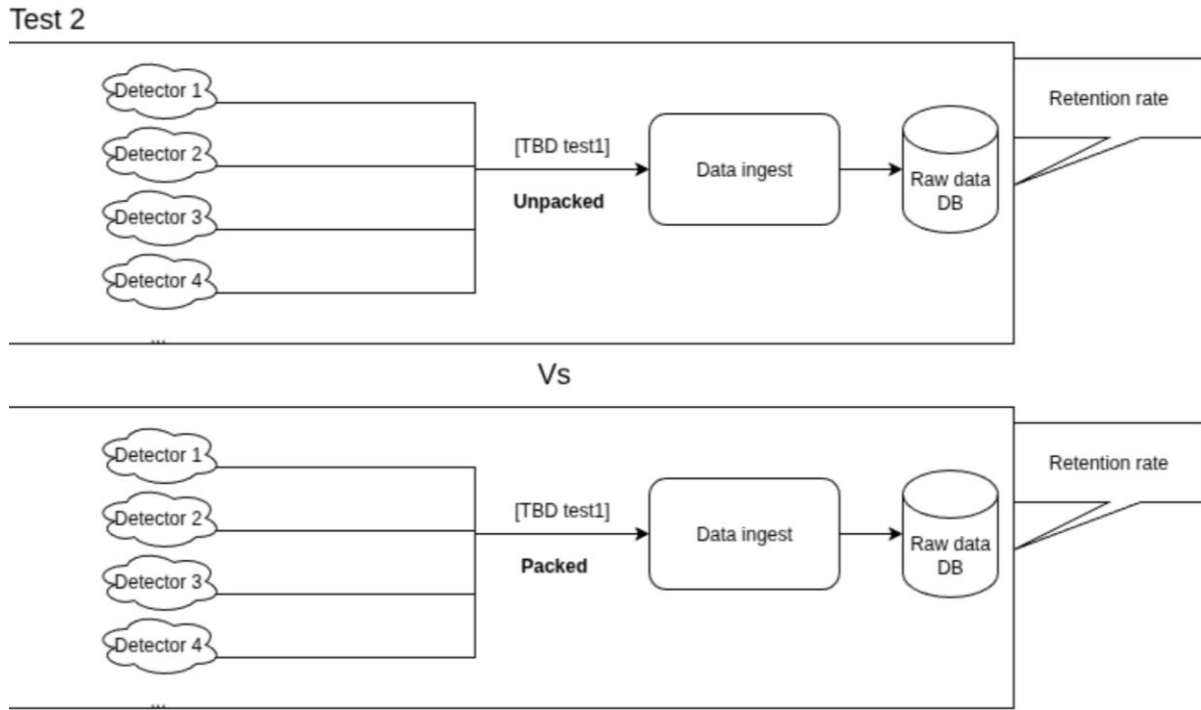 Test 2
Detector 1
Detector 2
Detector 3
Detector 4
...
[TBD test1]
Unpacked
Data ingest
Raw data
DB
Retention rate
Vs
Detector 1
Detector 2
Detector 3
Detector 4
...
[TBD test1]
Packed
Data ingest
Raw data
DB
Retention rate